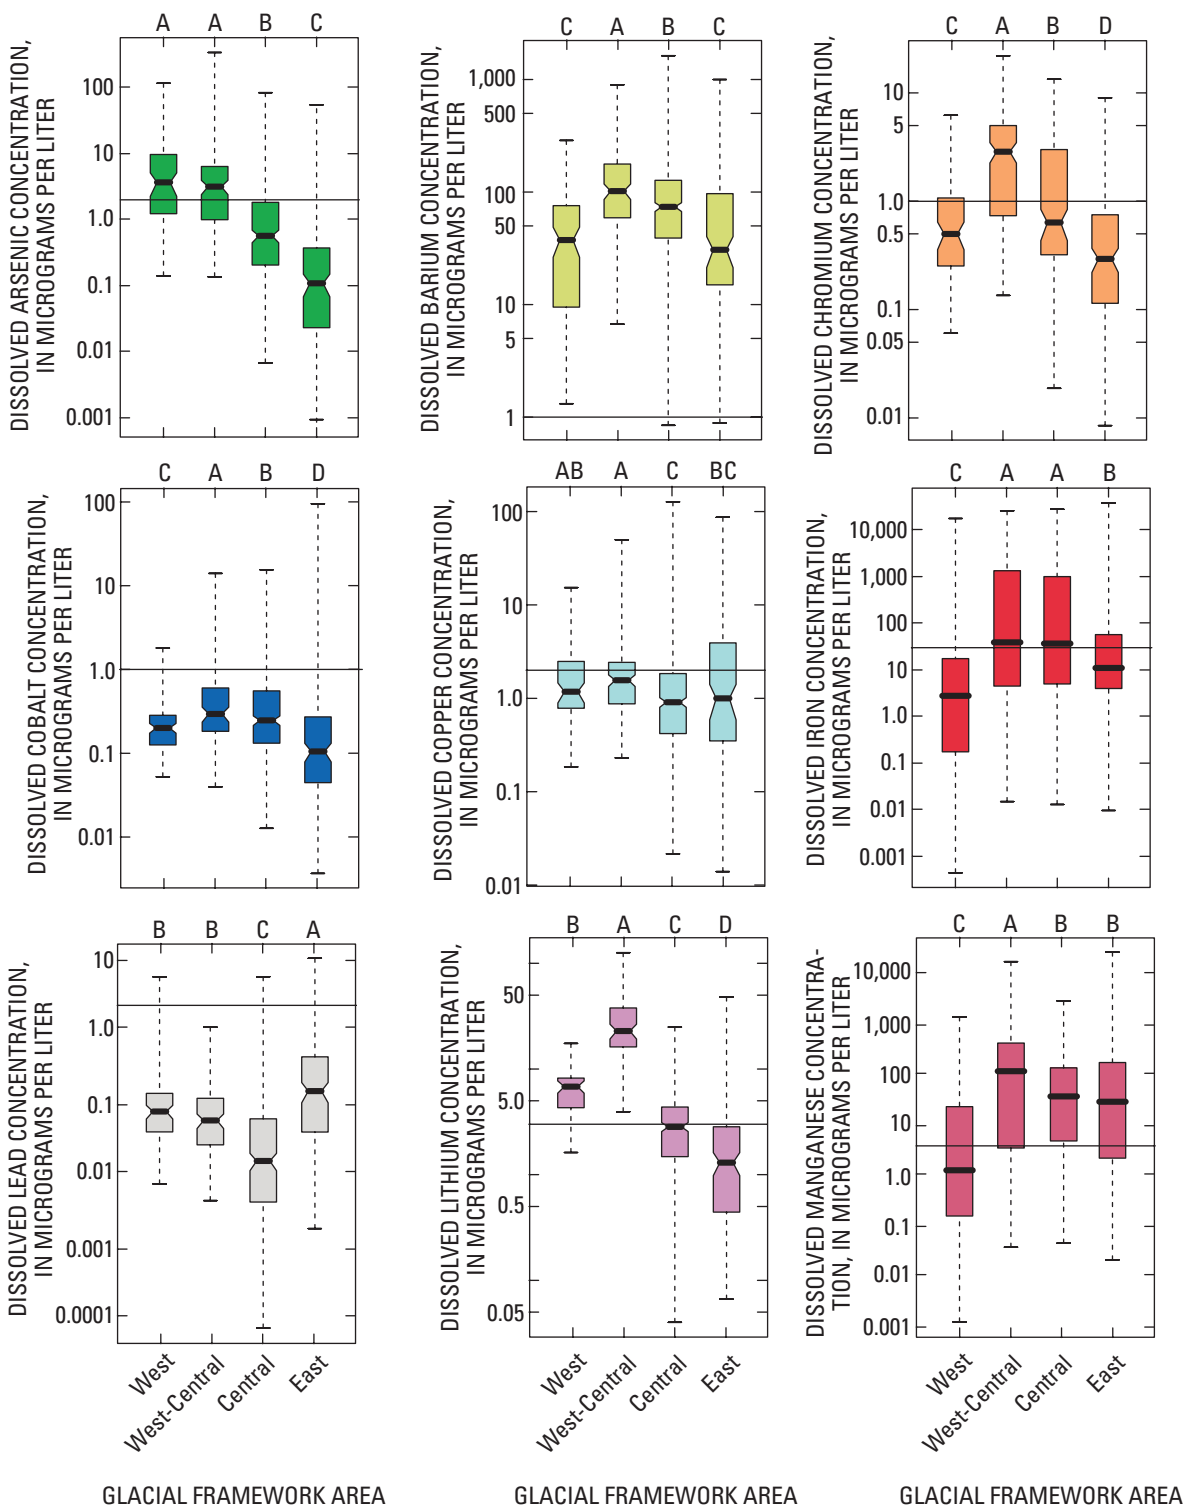 A A B C
DISSOLVED ARSENIC CONCENTRATION,
IN MICROGRAMS PER LITER
100
10
1.0
0.1
0.01
0.001
C A B C
DISSOLVED BARIUM CONCENTRATION,
IN MICROGRAMS PER LITER
1,000
500
100
50
10
5
1
C A B D
DISSOLVED CHROMIUM CONCENTRATION,
IN MICROGRAMS PER LITER
10
5
1.0
0.5
0.1
0.05
0.01
C A B D
DISSOLVED COBALT CONCENTRATION,
IN MICROGRAMS PER LITER
100
10
1.0
0.1
0.01
AB A C BC
DISSOLVED COPPER CONCENTRATION,
IN MICROGRAMS PER LITER
100
10
1.0
0.1
0.01
C A A B
DISSOLVED IRON CONCENTRATION,
IN MICROGRAMS PER LITER
10,000
1,000
100
10
1.0
0.1
0.01
0.001
B B C A
DISSOLVED LEAD CONCENTRATION,
IN MICROGRAMS PER LITER
10
1.0
0.1
0.01
0.001
0.0001
West
West-Central
Central
East
GLACIAL FRAMEWORK AREA
B A C D
DISSOLVED LITHIUM CONCENTRATION,
IN MICROGRAMS PER LITER
50
5.0
0.5
0.05
West
West-Central
Central
East
GLACIAL FRAMEWORK AREA
C A B B
DISSOLVED MANGANESE CONCENTRA-
TION, IN MICROGRAMS PER LITER
10,000
1,000
100
10
1.0
0.1
0.01
0.001
West
West-Central
Central
East
GLACIAL FRAMEWORK AREA